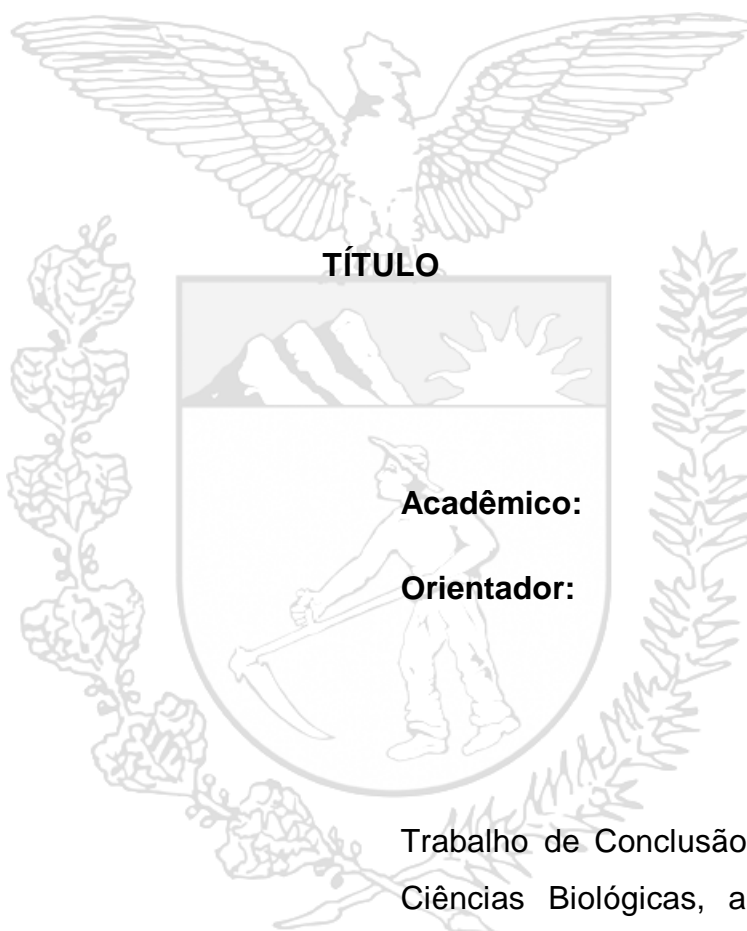 TÍTULO
Acadêmico:
Orientador:
Trabalho de Conclusão
Ciências Biológicas, a